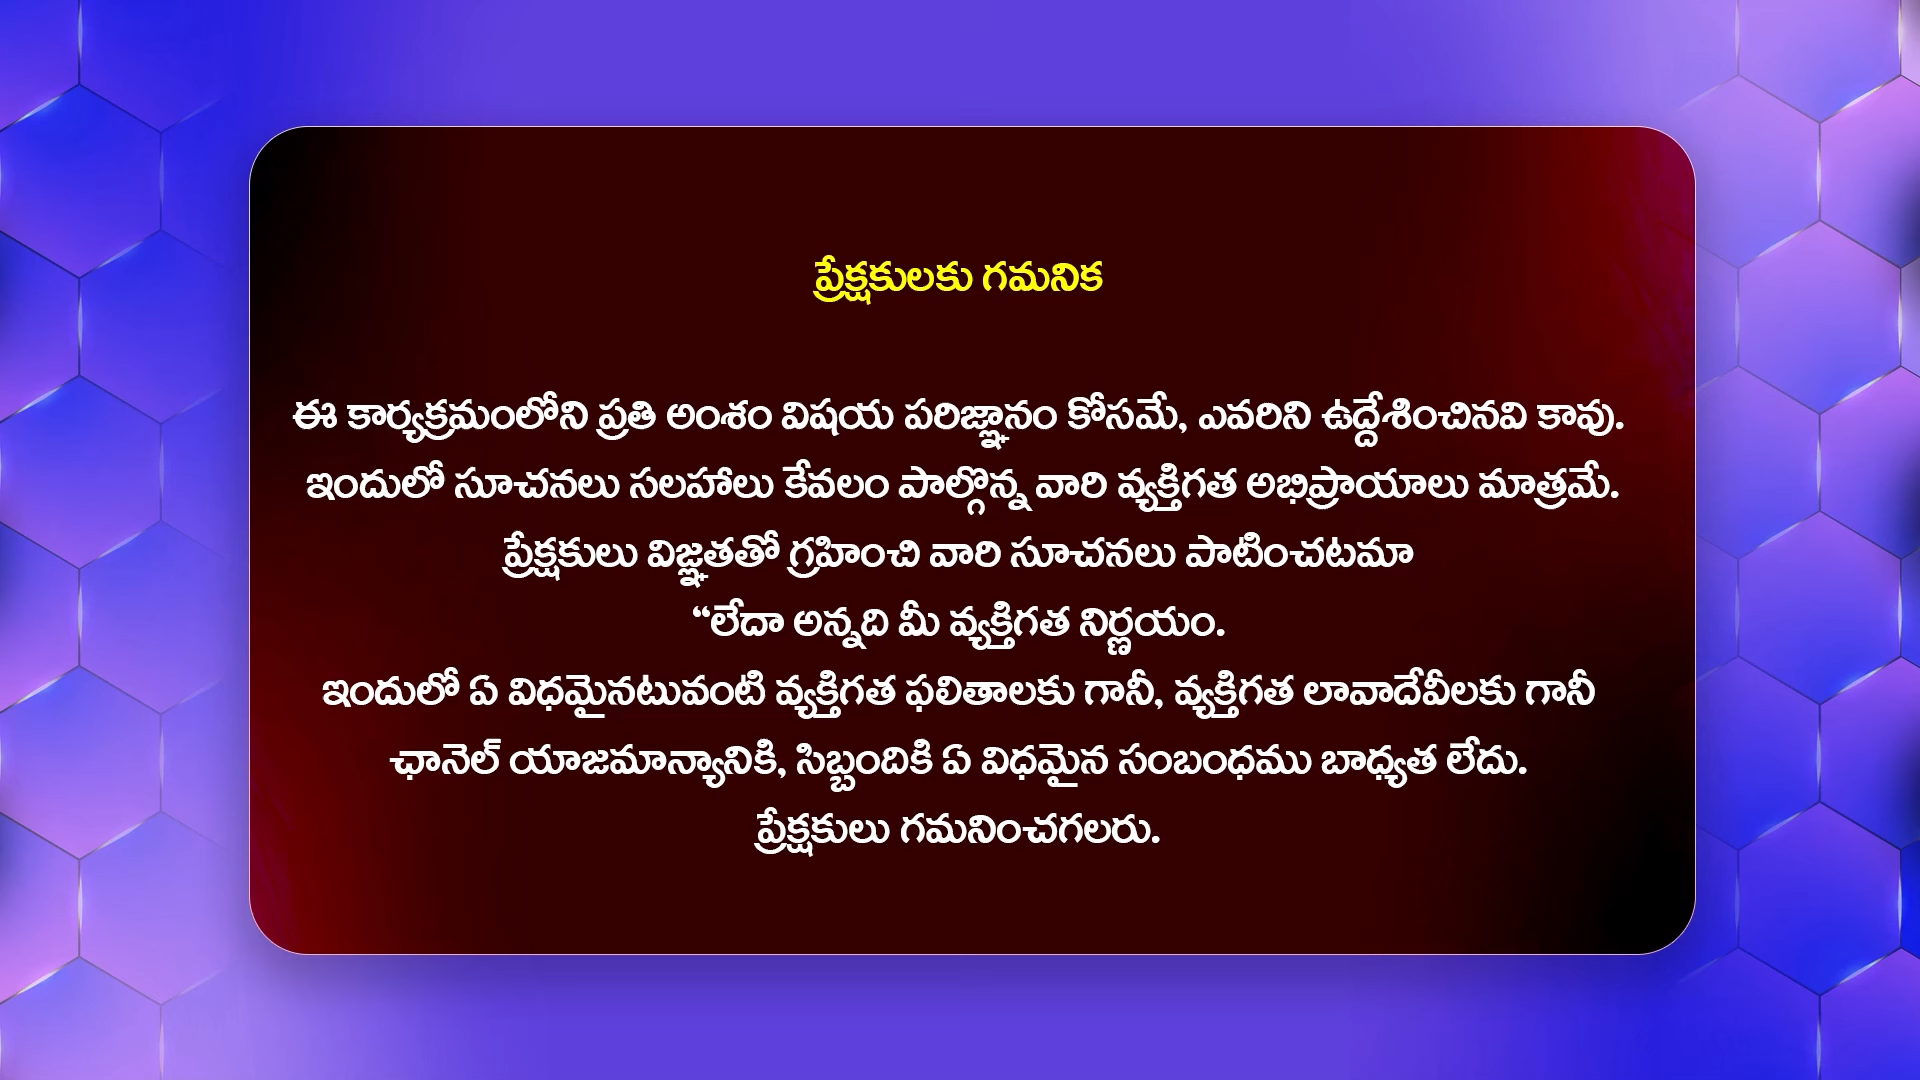 ప్రేక్షకులకు గమనిక
ఈ కార్యక్రమంలోని ప్రతి అంశం విషయ పరిజ్ఞానం కోసమే, ఎవరిని ఉద్దేశించినవి కావు.
ఇందులో సూచనలు సలహాలు కేవలం పాల్గొన్న వారి వ్యక్తిగత అభిప్రాయాలు మాత్రమే.
ప్రేక్షకులు విజ్ఞతతో గ్రహించి వారి సూచనలు పాటించటమా
“లేదా అన్నది మీ వ్యక్తిగత నిర్ణయం.
ఇందులో ఏ విధమైనటువంటి వ్యక్తిగత ఫలితాలకు గానీ, వ్యక్తిగత లావాదేవీలకు గానీ
ఛానెల్ యాజమాన్యానికి, సిబ్బందికి ఏ విధమైన సంబంధము బాధ్యత లేదు.
ప్రేక్షకులు గమనించగలరు.